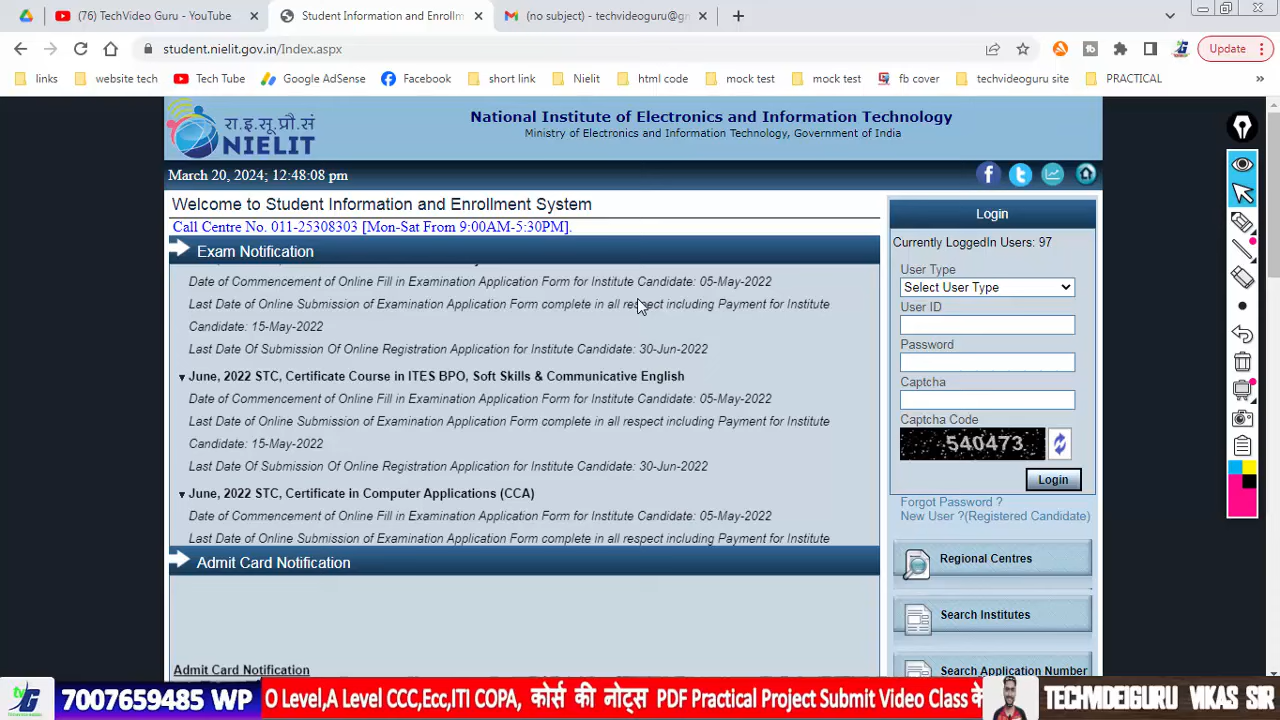 (76) TechVideo Guru - YouTube
Student Information and Enrollm
(no subject) - techvideoguru@gm
student.nielit.gov.in/Index.aspx
Update
links
website tech
Tech Tube
Google AdSense
Facebook
short link
Nielit
html code
mock test
mock test
fb cover
techvideoguru site
PRACTICAL
»
रा.इ.सू.प्रौ.सं
NIELIT
National Institute of Electronics and Information Technology
Ministry of Electronics and Information Technology, Government of India
March 20, 2024; 12:48:08 pm
Welcome to Student Information and Enrollment System
Call Centre No. 011-25308303 [Mon-Sat From 9:00AM-5:30PM].
Exam Notification
Date of Commencement of Online Fill in Examination Application Form for Institute Candidate: 05-May-2022
Last Date of Online Submission of Examination Application Form complete in all respect including Payment for Institute
Candidate: 15-May-2022
Last Date Of Submission Of Online Registration Application for Institute Candidate: 30-Jun-2022
June, 2022 STC, Certificate Course in ITES BPO, Soft Skills & Communicative English
Date of Commencement of Online Fill in Examination Application Form for Institute Candidate: 05-May-2022
Last Date of Online Submission of Examination Application Form complete in all respect including Payment for Institute
Candidate: 15-May-2022
Last Date Of Submission Of Online Registration Application for Institute Candidate: 30-Jun-2022
June, 2022 STC, Certificate in Computer Applications (CCA)
Date of Commencement of Online Fill in Examination Application Form for Institute Candidate: 05-May-2022
Last Date of Online Submission of Examination Application Form complete in all respect including Payment for Institute
Admit Card Notification
Admit Card Notification
Login
Currently LoggedIn Users: 97
User Type
Select User Type
User ID
Password
Captcha
Captcha Code
540473
Login
Forgot Password ?
New User ?(Registered Candidate)
Regional Centres
Search Institutes
Search Application Number
7007659485 WP
O Level,A Level CCC,Ecc,ITI COPA, कोर्स की नोट्स PDF Practical Project Submit Video Class के
TECHVIDEIGURU VIKAS SIR